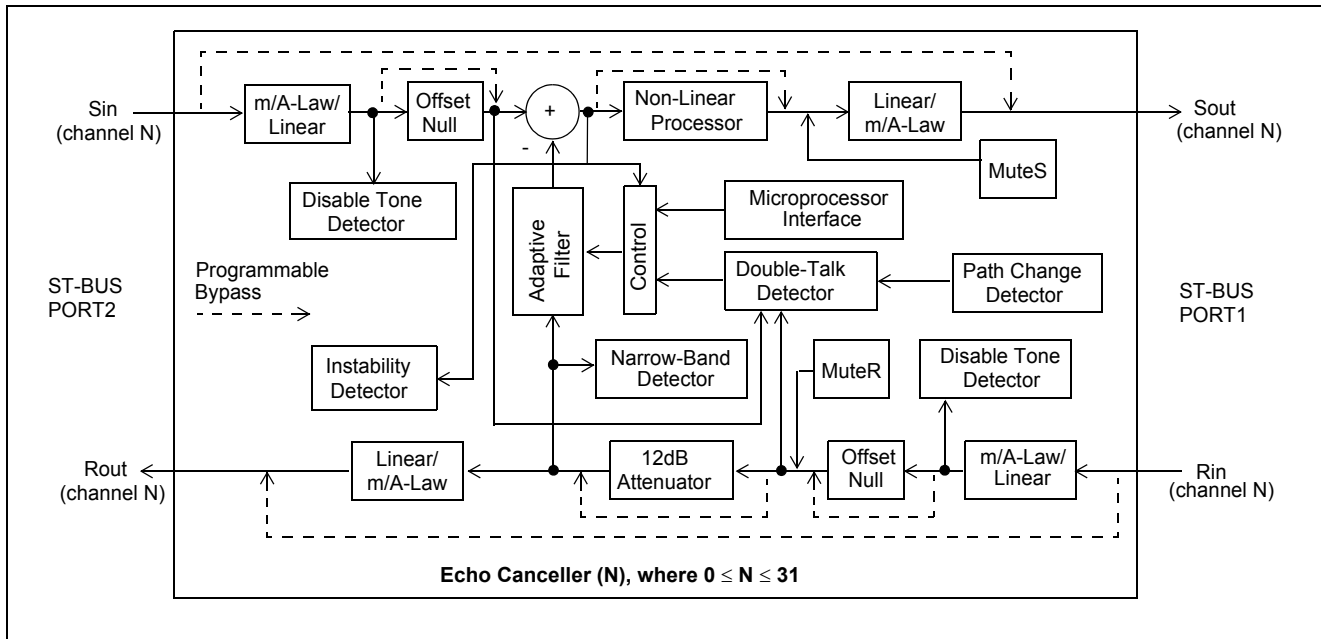 Sin
(channel N)
m/A-Law/
Linear
Offset
Null
+
-
Non-Linear
Processor
Linear/
m/A-Law
Sout
(channel N)
MuteS
Disable Tone
Detector
Adaptive
Filter
Control
Microprocessor
Interface
Double-Talk
Detector
Path Change
Detector
ST-BUS
PORT2
Programmable
Bypass
ST-BUS
PORT1
Instability
Detector
Narrow-Band
Detector
MuteR
Disable Tone
Detector
Rout
(channel N)
Linear/
m/A-Law
12dB
Attenuator
Offset
Null
m/A-Law/
Linear
Rin
(channel N)
Echo Canceller (N), where 0 ≤ N ≤ 31